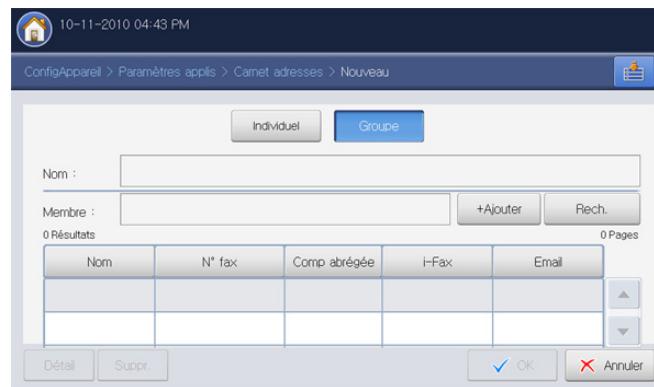 10-11-2010 04:43 PM
ConfigAppareil > Paramètres applis > Carnet adresses > Nouveau
Individuel Groupe
Nom :
Membre : +Ajouter Rech.
0 Résultats 0 Pages
Nom N° fax Comp abrégée i-Fax Email
Détail Suppr. OK Annuler